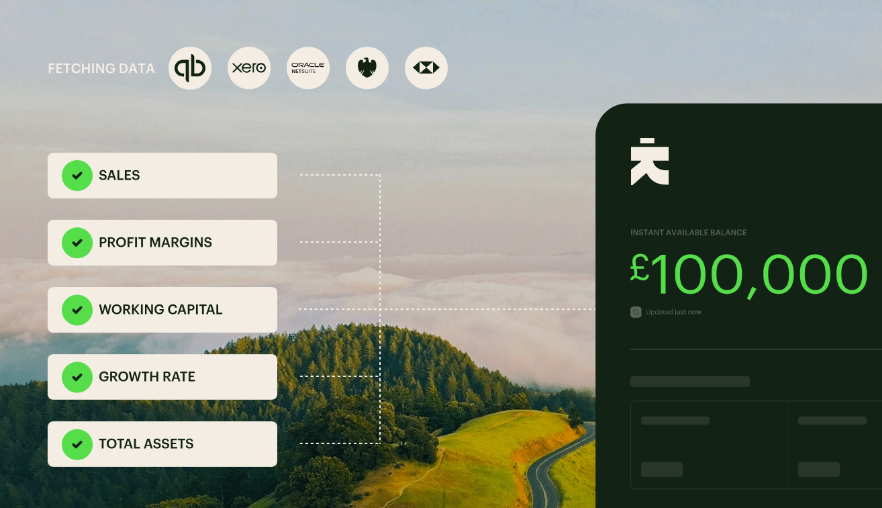 FETCHING DATA
qb
xero
ORACLE
NETSUITE
SALES
PROFIT MARGINS
WORKING CAPITAL
GROWTH RATE
TOTAL ASSETS
INSTANT AVAILABLE BALANCE
£100,000
Updated just now